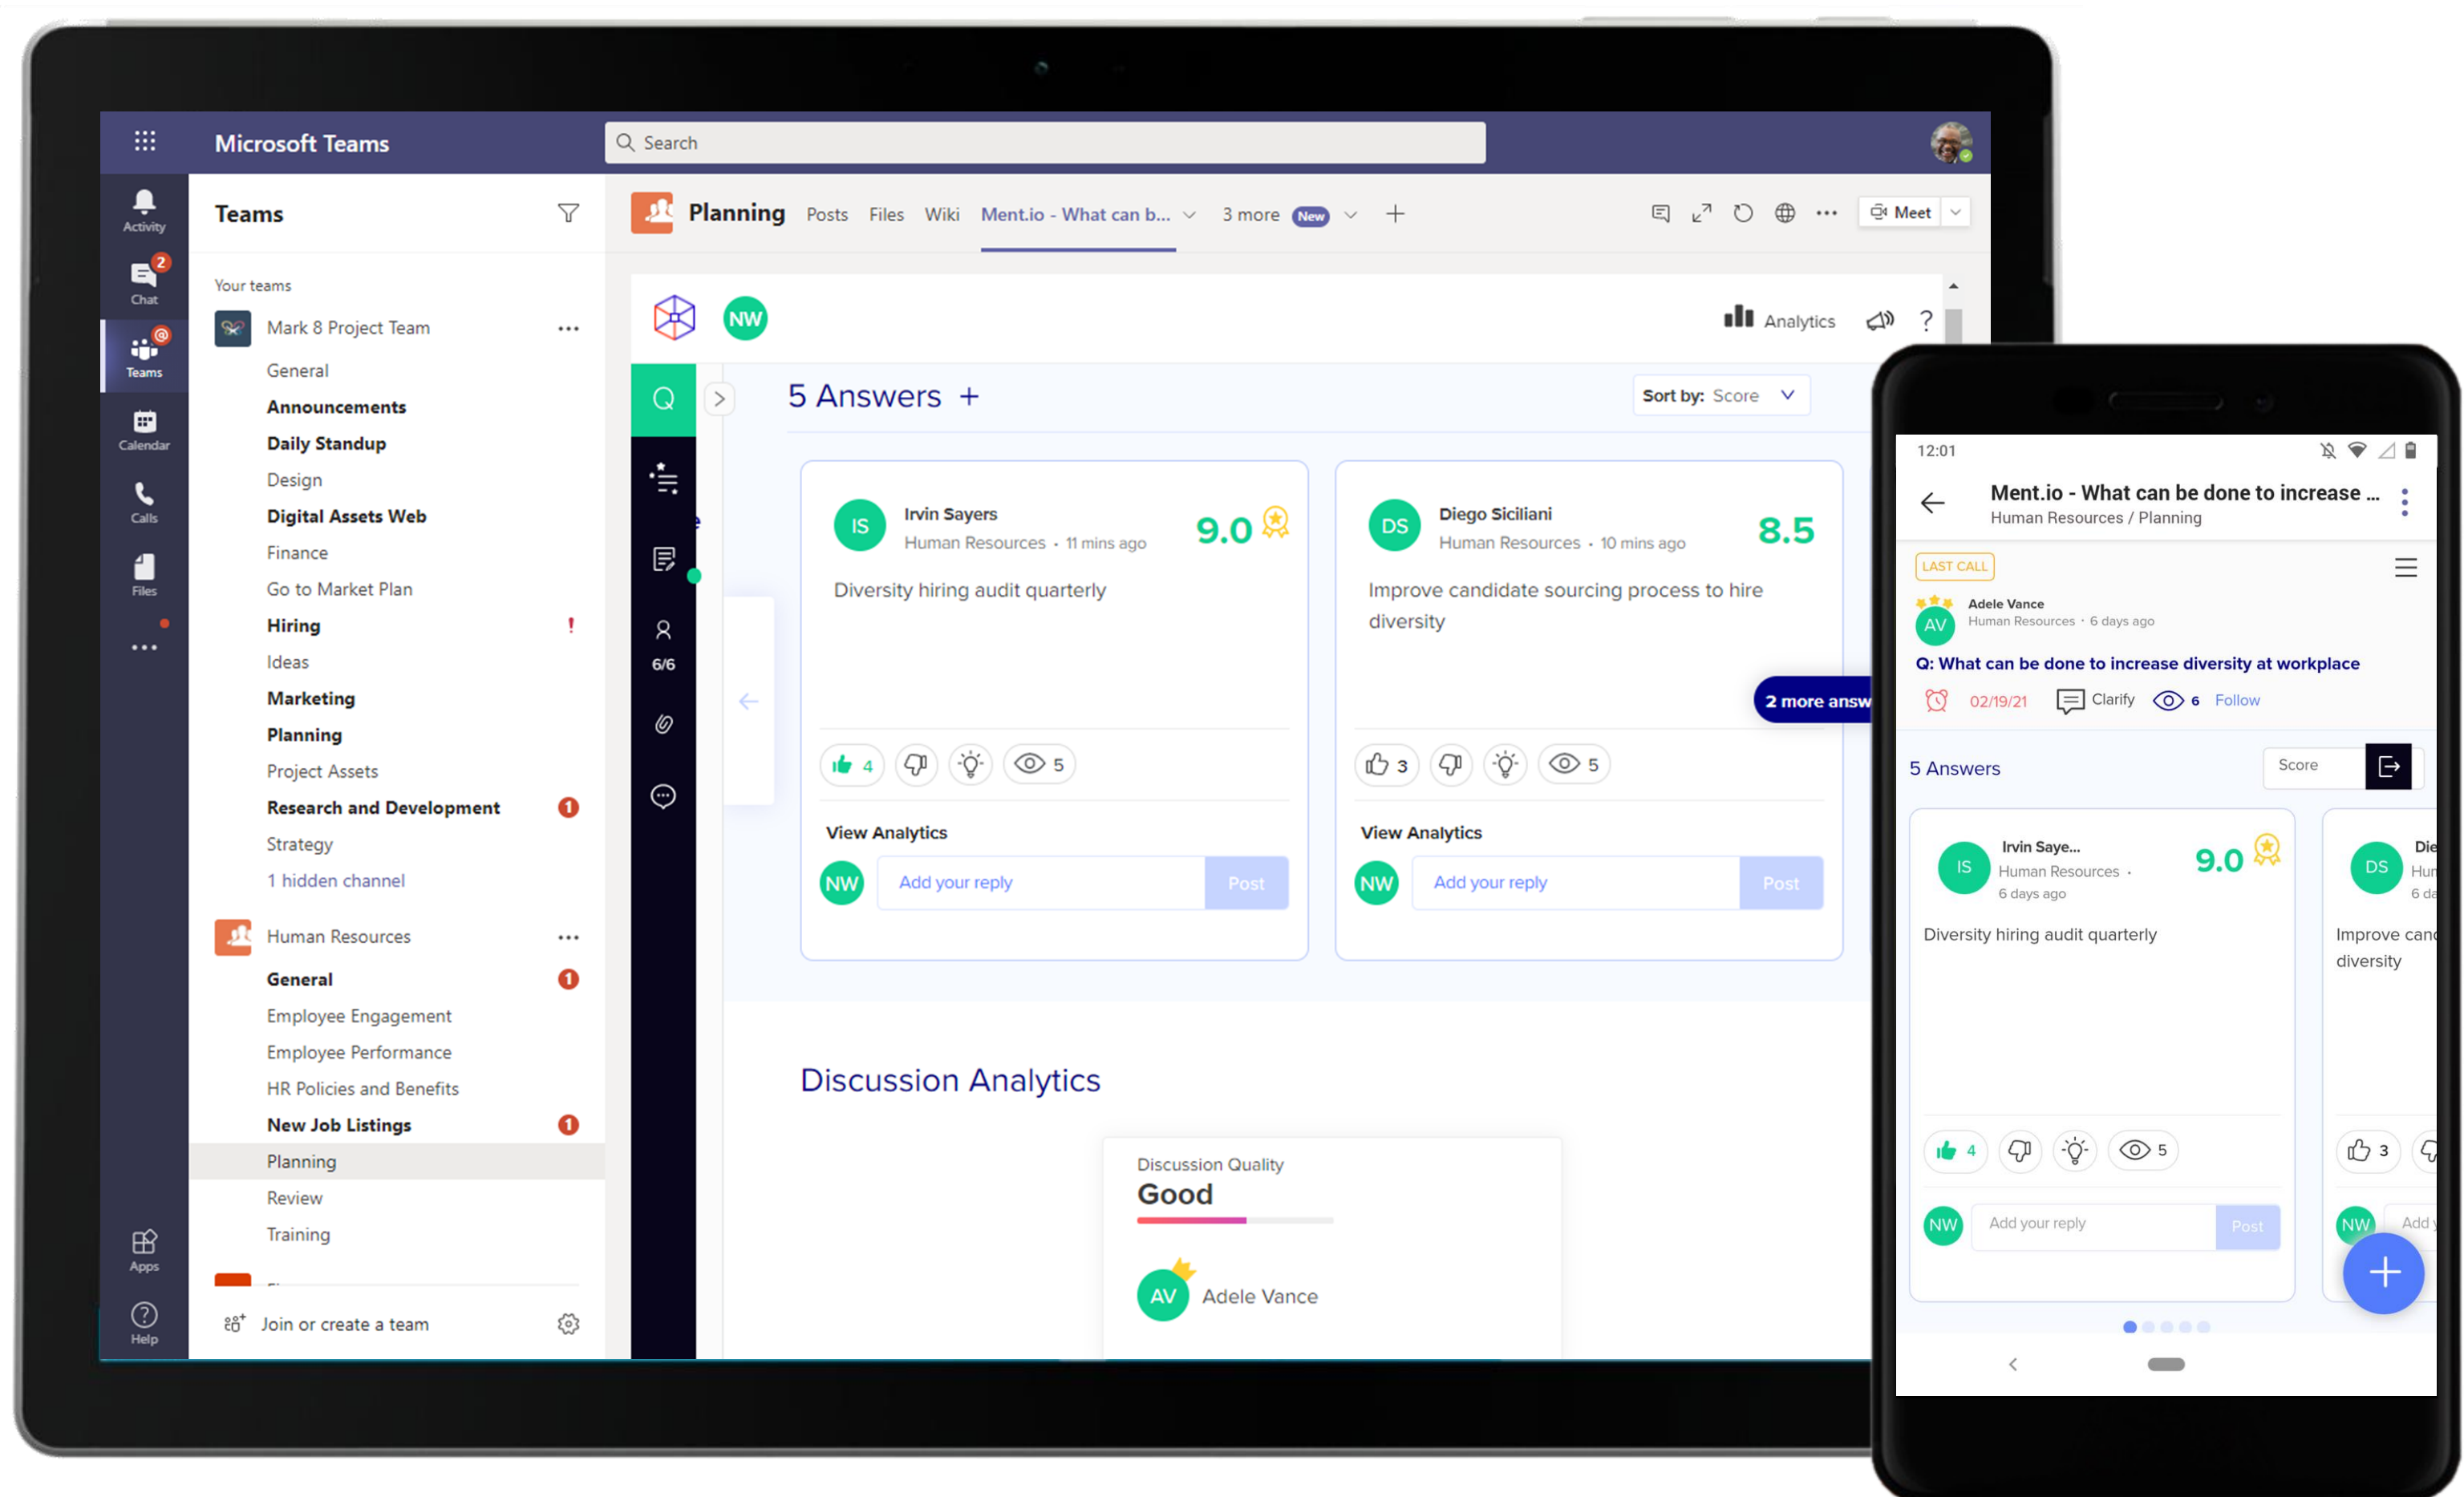 Microsoft Teams
Search
Activity
2
Chat
@
Teams
Calendar
Calls
Files
Apps
Help
Teams
Your teams
Mark 8 Project Team
General
Announcements
Daily Standup
Design
Digital Assets Web
Finance
Go to Market Plan
Hiring !
Ideas
Marketing
Planning
Project Assets
Research and Development 1
Strategy
1 hidden channel
Human Resources
General 1
Employee Engagement
Employee Performance
HR Policies and Benefits
New Job Listings 1
Planning
Review
Training
Join or create a team
Planning Posts Files Wiki Ment.io - What can b... 3 more New + Meet
NW
Analytics ?
Q
6/6
5 Answers +
Sort by: Score
IS
Irvin Sayers
Human Resources · 11 mins ago
9.0
Diversity hiring audit quarterly
4 5
View Analytics
NW Add your reply Post
DS
Diego Siciliani
Human Resources · 10 mins ago
8.5
Improve candidate sourcing process to hire
diversity
2 more answ
3 5
View Analytics
NW Add your reply Post
Discussion Analytics
Discussion Quality
Good
AV Adele Vance
12:01
Ment.io - What can be done to increase ...
Human Resources / Planning
LAST CALL
AV
Adele Vance
Human Resources · 6 days ago
Q: What can be done to increase diversity at workplace
02/19/21 Clarify 6 Follow
5 Answers
Score
IS
Irvin Saye...
Human Resources ·
6 days ago
9.0
Diversity hiring audit quarterly
4 5
NW Add your reply Post
DS
Die
Hun
6 da
Improve cand
diversity
3
NW Add y
+